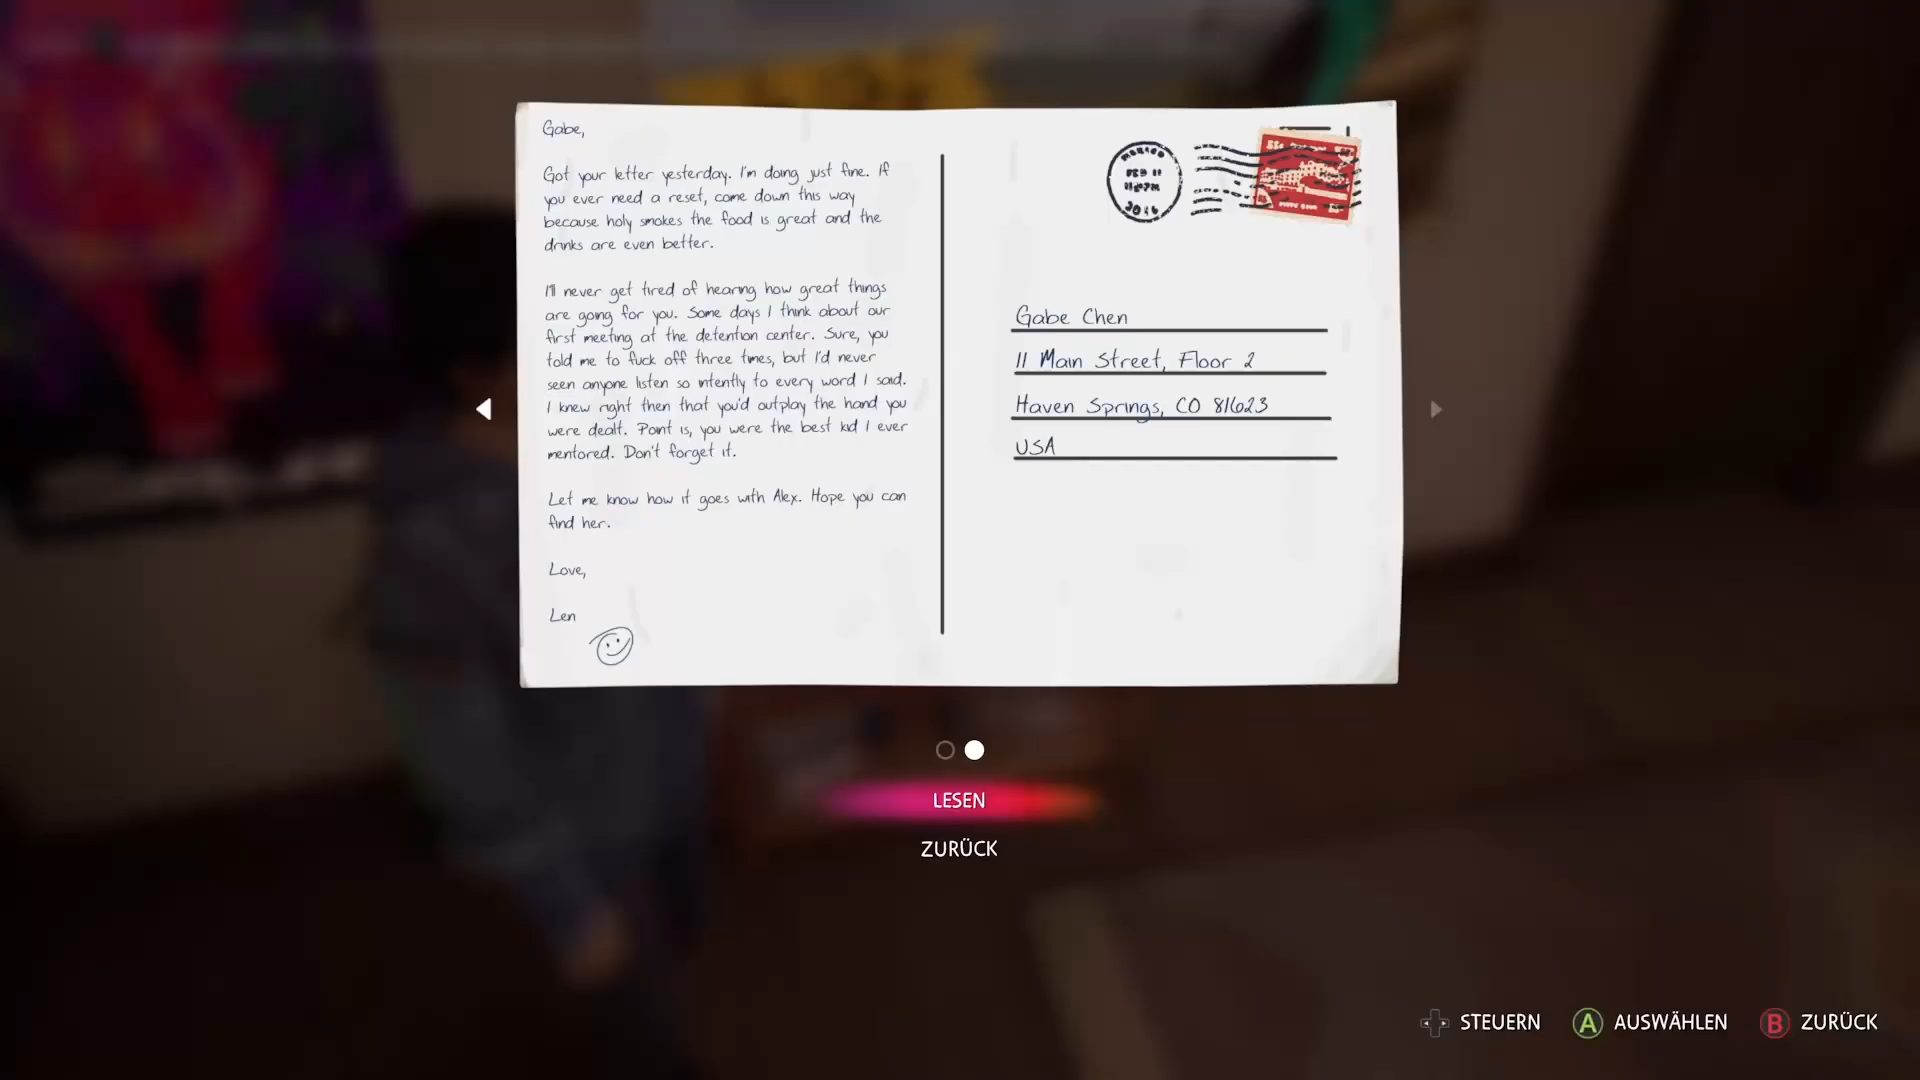 Gabe,
Got your letter yesterday. I'm doing just fine. If
you ever need a reset, come down this way
because holy smokes the food is great and the
drinks are even better.
I'll never get tired of hearing how great things
are going for you. Some days I think about our
first meeting at the detention center. Sure, you
told me to fuck off three times, but I'd never
seen anyone listen so intently to every word I said.
I knew right then that you'd outplay the hand you
were dealt. Point is, you were the best kid I ever
mentored. Don't forget it.
Let me know how it goes with Alex. Hope you can
find her.
Love,
Len
MEXICO
FEB 11
2016
Gabe Chen
11 Main Street, Floor 2
Haven Springs, CO 81623
USA
LESEN
ZURÜCK
STEUERN
A AUSWÄHLEN
B ZURÜCK